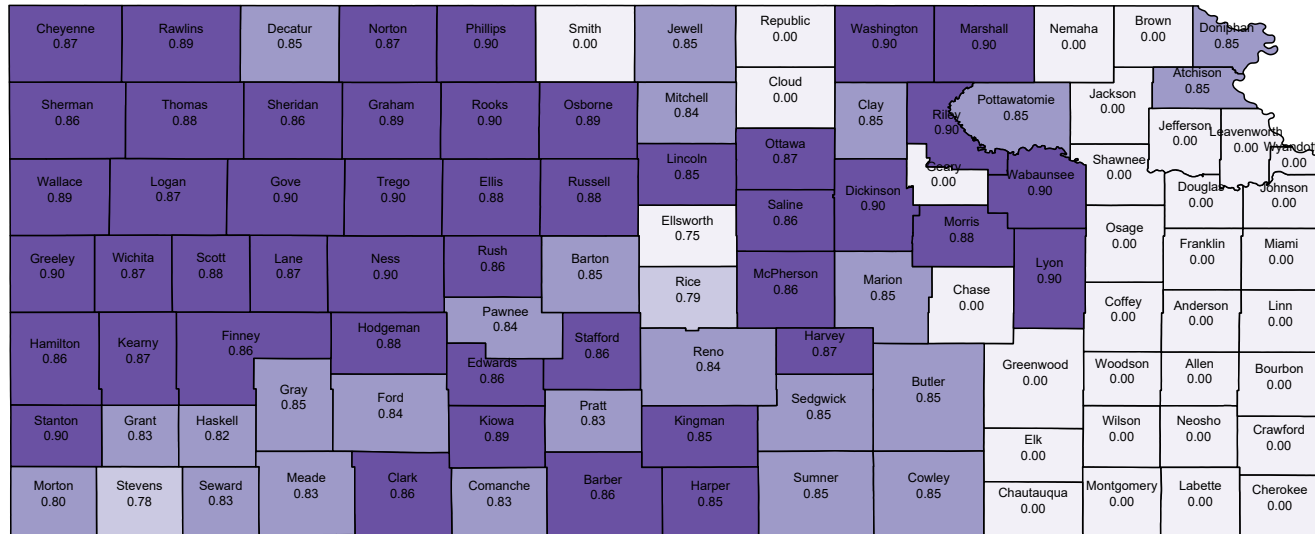 Cheyenne
0.87
Rawlins
0.89
Decatur
0.85
Norton
0.87
Phillips
0.90
Smith
0.00
Jewell
0.85
Republic
0.00
Washington
0.90
Marshall
0.90
Nemaha
0.00
Brown
0.00
Doniphan
0.85
Sherman
0.86
Thomas
0.88
Sheridan
0.86
Graham
0.89
Rooks
0.90
Osborne
0.89
Mitchell
0.84
Cloud
0.00
Clay
0.85
Riley
0.90
Pottawatomie
0.85
Jackson
0.00
Atchison
0.85
Jefferson
0.00
Leavenworth
0.00
Wyandott
0.00
Wallace
0.89
Logan
0.87
Gove
0.90
Trego
0.90
Ellis
0.88
Russell
0.88
Lincoln
0.85
Ottawa
0.87
Saline
0.86
Dickinson
0.90
Geary
0.00
Wabaunsee
0.90
Shawnee
0.00
Douglas
0.00
Johnson
0.00
Ellsworth
0.75
Morris
0.88
Osage
0.00
Franklin
0.00
Miami
0.00
Greeley
0.90
Wichita
0.87
Scott
0.88
Lane
0.87
Ness
0.90
Rush
0.86
Barton
0.85
Rice
0.79
McPherson
0.86
Marion
0.85
Chase
0.00
Lyon
0.90
Coffey
0.00
Anderson
0.00
Linn
0.00
Hamilton
0.86
Kearny
0.87
Finney
0.86
Hodgeman
0.88
Pawnee
0.84
Stafford
0.86
Edwards
0.86
Reno
0.84
Harvey
0.87
Greenwood
0.00
Woodson
0.00
Allen
0.00
Bourbon
0.00
Gray
0.85
Ford
0.84
Sedgwick
0.85
Butler
0.85
Stanton
0.90
Grant
0.83
Haskell
0.82
Kiowa
0.89
Pratt
0.83
Kingman
0.85
Elk
0.00
Wilson
0.00
Neosho
0.00
Crawford
0.00
Morton
0.80
Stevens
0.78
Seward
0.83
Meade
0.83
Clark
0.86
Comanche
0.83
Barber
0.86
Harper
0.85
Sumner
0.85
Cowley
0.85
Chautauqua
0.00
Montgomery
0.00
Labette
0.00
Cherokee
0.00